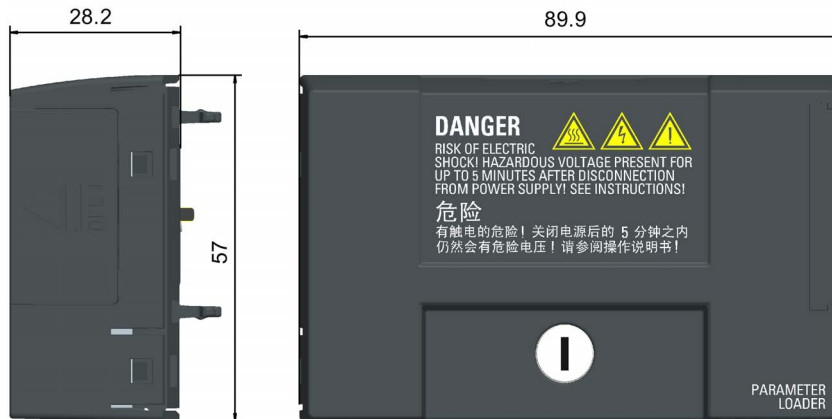 28.2
89.9
57
DANGER
RISK OF ELECTRIC
SHOCK! HAZARDOUS VOLTAGE PRESENT FOR
UP TO 5 MINUTES AFTER DISCONNECTION
FROM POWER SUPPLY! SEE INSTRUCTIONS!
危险
有触电的危险！关闭电源后的 5 分钟之内
仍然会有危险电压！请参阅操作说明书！
PARAMETER
LOADER